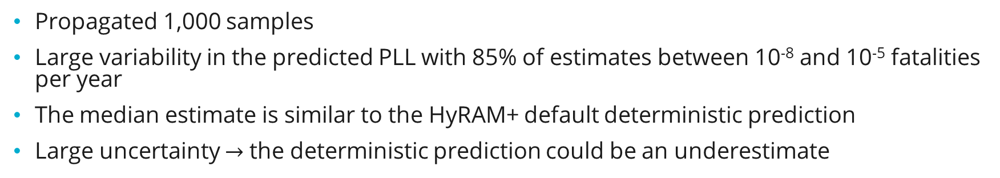 • Propagated 1,000 samples
• Large variability in the predicted PLL with 85% of estimates between 10⁻⁸ and 10⁻⁵ fatalities
per year
• The median estimate is similar to the HyRAM+ default deterministic prediction
• Large uncertainty → the deterministic prediction could be an underestimate